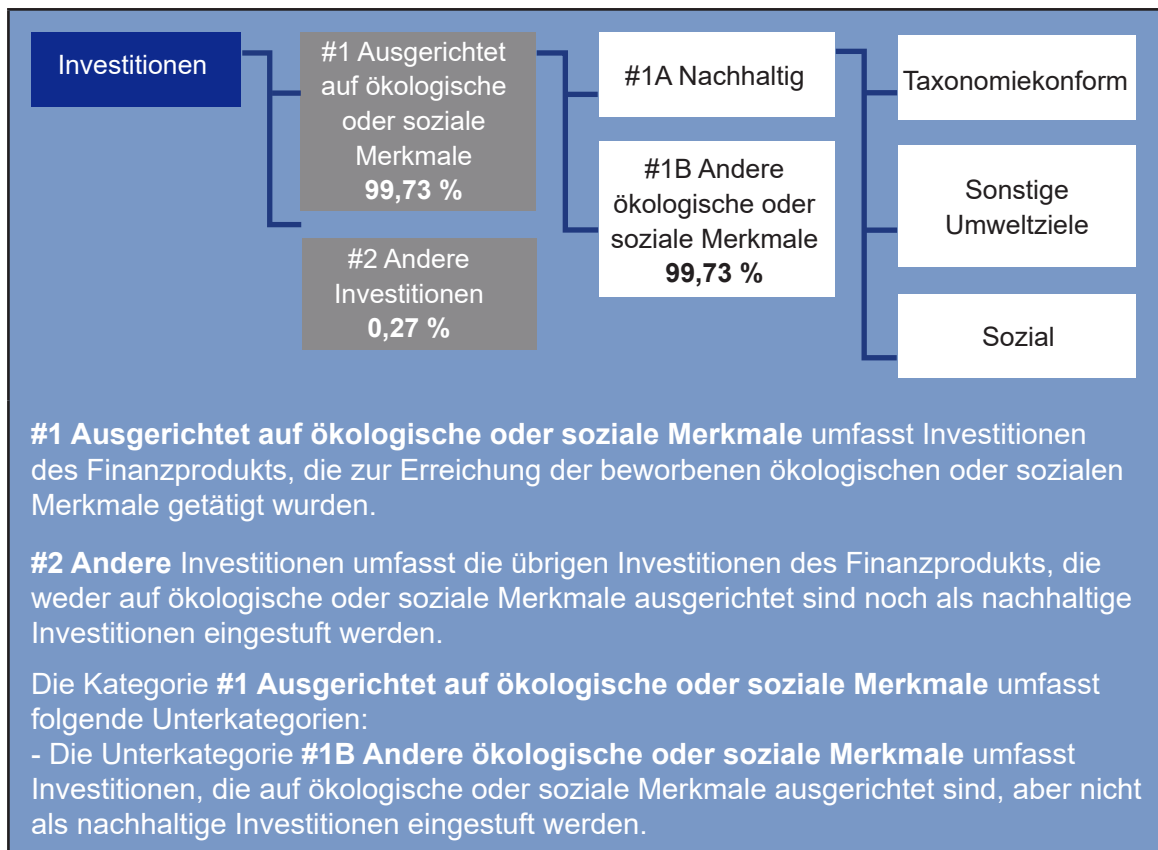 Investitionen
#1 Ausgerichtet
auf ökologische
oder soziale
Merkmale
99,73 %
#2 Andere
Investitionen
0,27 %
#1A Nachhaltig
#1B Andere
ökologische oder
soziale Merkmale
99,73 %
Taxonomiekonform
Sonstige
Umweltziele
Sozial
#1 Ausgerichtet auf ökologische oder soziale Merkmale umfasst Investitionen
des Finanzprodukts, die zur Erreichung der beworbenen ökologischen oder sozialen
Merkmale getätigt wurden.
#2 Andere Investitionen umfasst die übrigen Investitionen des Finanzprodukts, die
weder auf ökologische oder soziale Merkmale ausgerichtet sind noch als nachhaltige
Investitionen eingestuft werden.
Die Kategorie #1 Ausgerichtet auf ökologische oder soziale Merkmale umfasst
folgende Unterkategorien:
- Die Unterkategorie #1B Andere ökologische oder soziale Merkmale umfasst
Investitionen, die auf ökologische oder soziale Merkmale ausgerichtet sind, aber nicht
als nachhaltige Investitionen eingestuft werden.